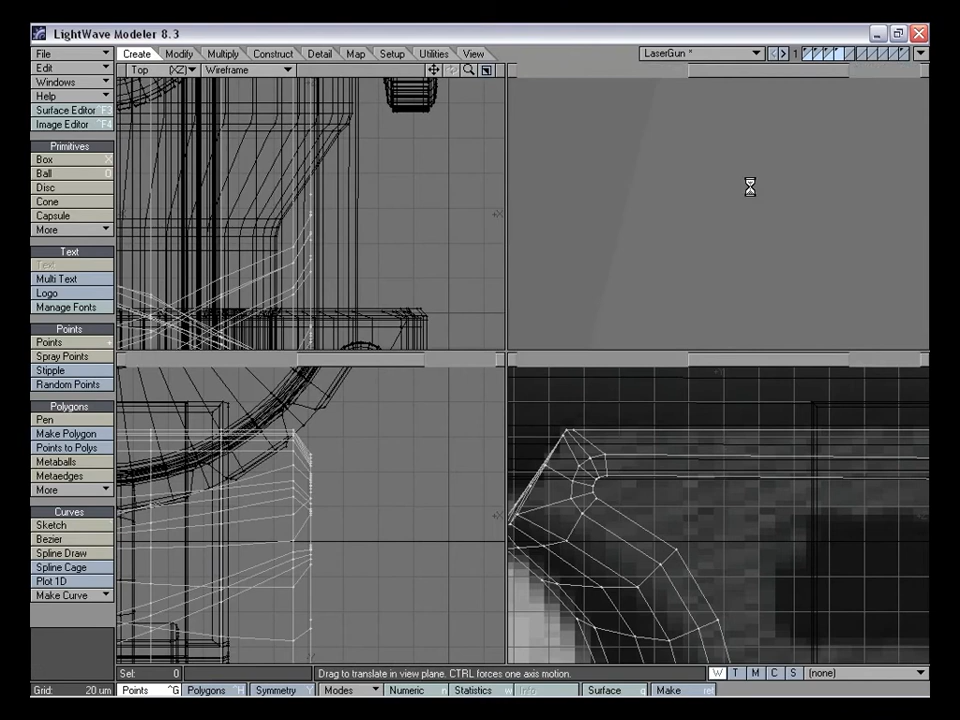 LightWave Modeler 8.3
File Create Modify Multiply Construct Detail Map Setup Utilities View LaserGun * 1
Edit Top (XZ) Wireframe
Windows
Help
Surface Editor F3
Image Editor ^F4
Primitives
Box X
Ball O
Disc
Cone
Capsule
More
Text
Text
Multi Text
Logo
Manage Fonts
Points
Points +
Spray Points
Stipple
Random Points
Polygons
Pen
Make Polygon
Points to Polys
Metaballs
Metaedges
More
Curves
Sketch
Bezier
Spline Draw
Spline Cage
Plot 1D
Make Curve
Sel: 0 Drag to translate in view plane. CTRL forces one axis motion. W T M C S (none)
Grid: 20 um Points ^G Polygons ^H Symmetry Y Modes Numeric n Statistics w Info Surface q Make ret